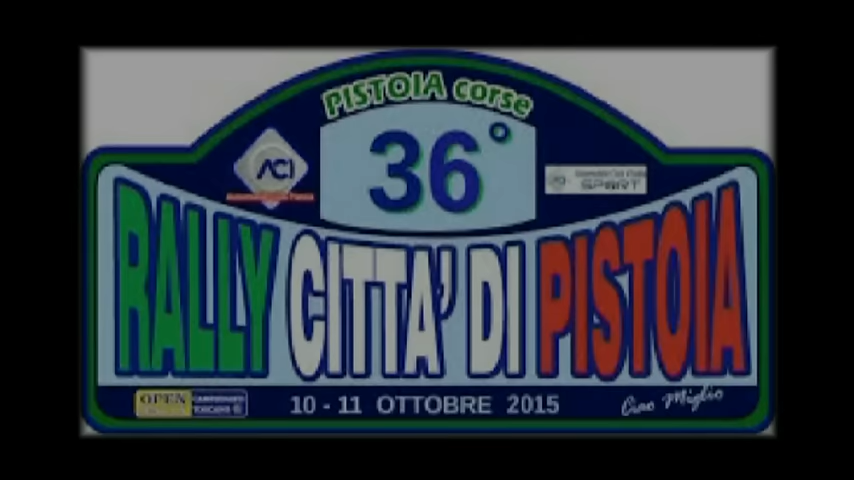 PISTOIA corse
36°
ACI
SPORT
RALLY CITTA' DI PISTOIA
OPEN
10 - 11 OTTOBRE 2015
Ciao Miglio